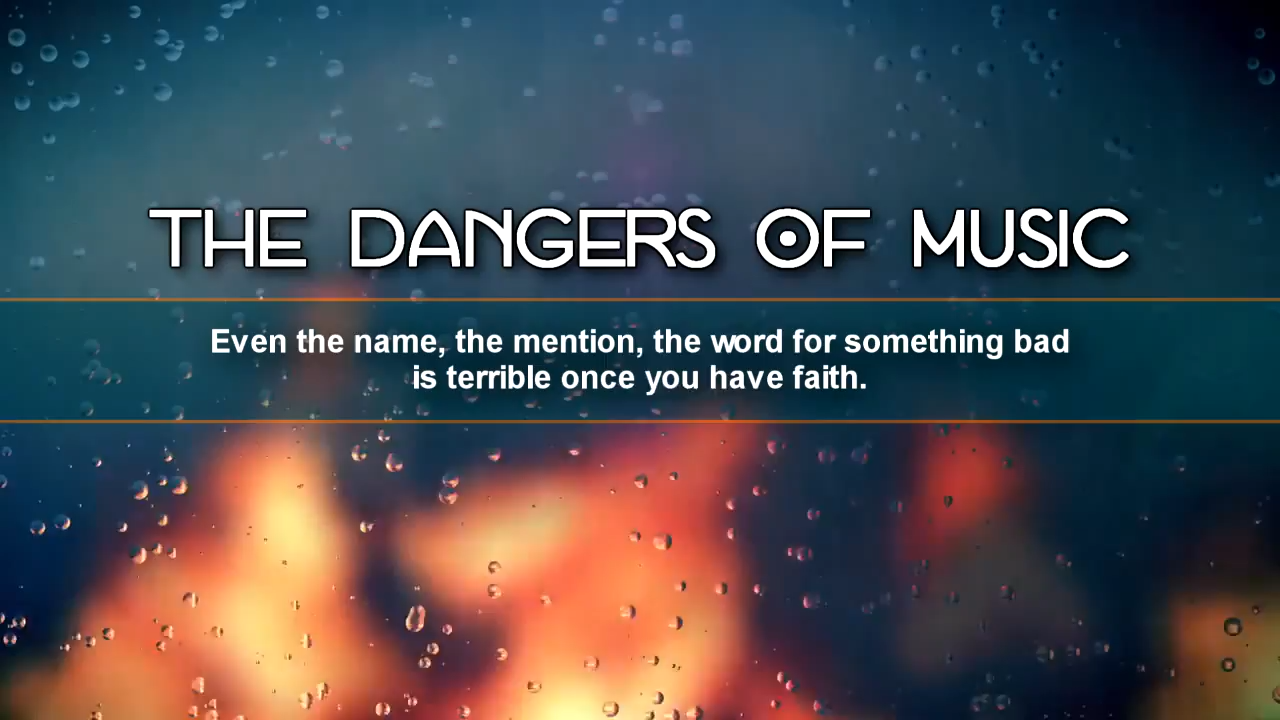 THE DANGERS OF MUSIC
Even the name, the mention, the word for something bad
is terrible once you have faith.